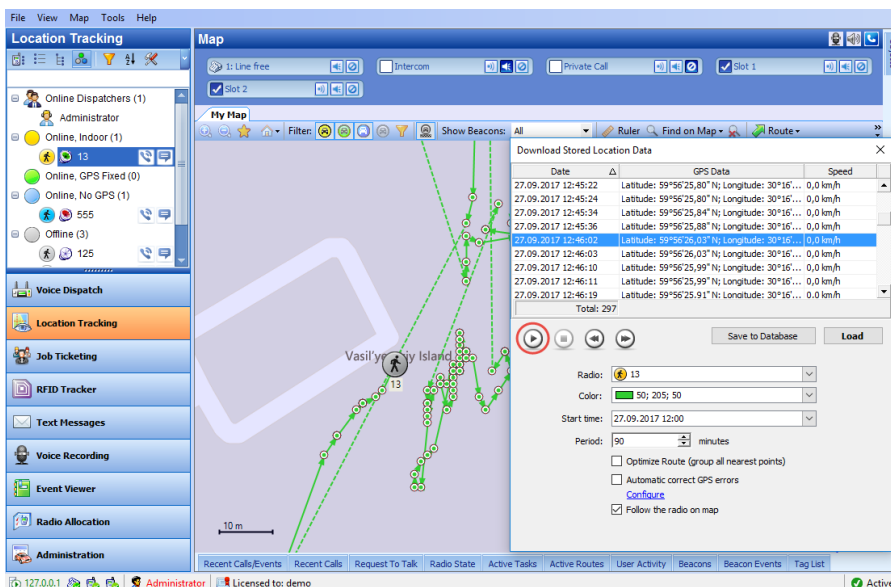 File View Map Tools Help
Location Tracking
Online Dispatchers (1)
Administrator
Online, Indoor (1)
13
Online, GPS Fixed (0)
Online, No GPS (1)
555
Offline (3)
125
Voice Dispatch
Location Tracking
Job Ticketing
RFID Tracker
Text Messages
Voice Recording
Event Viewer
Radio Allocation
Administration
Map
1: Line free
Intercom
Private Call
Slot 1
Slot 2
My Map
Filter: Show Beacons: All Ruler Find on Map Route
Vasil'yevskiy Island
13
10 m
Download Stored Location Data
Date GPS Data Speed
27.09.2017 12:45:22 Latitude: 59°56'25,80" N; Longitude: 30°16'... 0,0 km/h
27.09.2017 12:45:24 Latitude: 59°56'25,80" N; Longitude: 30°16'... 0,0 km/h
27.09.2017 12:45:34 Latitude: 59°56'25,84" N; Longitude: 30°16'... 0,0 km/h
27.09.2017 12:45:36 Latitude: 59°56'25,88" N; Longitude: 30°16'... 0,0 km/h
27.09.2017 12:46:02 Latitude: 59°56'26,03" N; Longitude: 30°16'... 0,0 km/h
27.09.2017 12:46:03 Latitude: 59°56'26,03" N; Longitude: 30°16'... 0,0 km/h
27.09.2017 12:46:10 Latitude: 59°56'25,99" N; Longitude: 30°16'... 0,0 km/h
27.09.2017 12:46:11 Latitude: 59°56'25,98" N; Longitude: 30°16'... 0,0 km/h
27.09.2017 12:46:19 Latitude: 59°56'25.91" N; Longitude: 30°16'... 0,0 km/h
Total: 297
Save to Database Load
Radio: 13
Color: 50; 205; 50
Start time: 27.09.2017 12:00
Period: 90 minutes
Optimize Route (group all nearest points)
Automatic correct GPS errors
Configure
Follow the radio on map
Recent Calls/Events Recent Calls Request To Talk Radio State Active Tasks Active Routes User Activity Beacons Beacon Events Tag List
127.0.0.1 Administrator Licensed to: demo Active